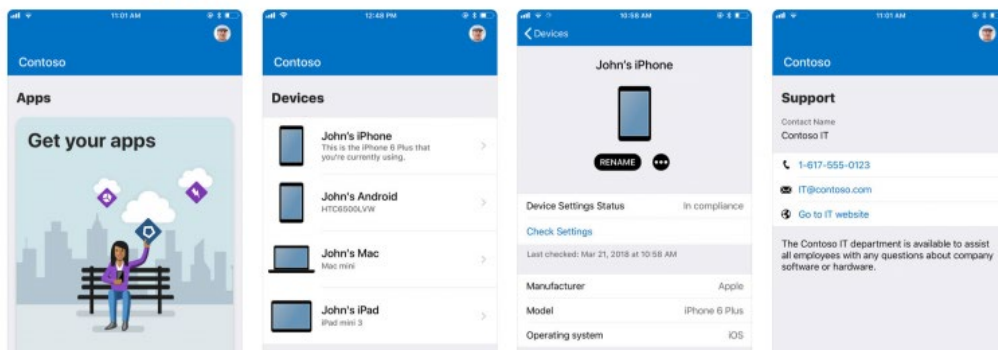 11:01 AM
Contoso
Apps
Get your apps
12:48 PM
Contoso
Devices
John's iPhone
This is the iPhone 6 Plus that
you're currently using.
John's Android
HTC6500LVW
John's Mac
Mac mini
John's iPad
iPad mini 3
10:58 AM
Devices
John's iPhone
RENAME
Device Settings Status In compliance
Check Settings
Last checked: Mar 21, 2018 at 10:58 AM
Manufacturer Apple
Model iPhone 6 Plus
Operating system iOS
11:01 AM
Contoso
Support
Contact Name
Contoso IT
1-617-555-0123
IT@contoso.com
Go to IT website
The Contoso IT department is available to assist
all employees with any questions about company
software or hardware.